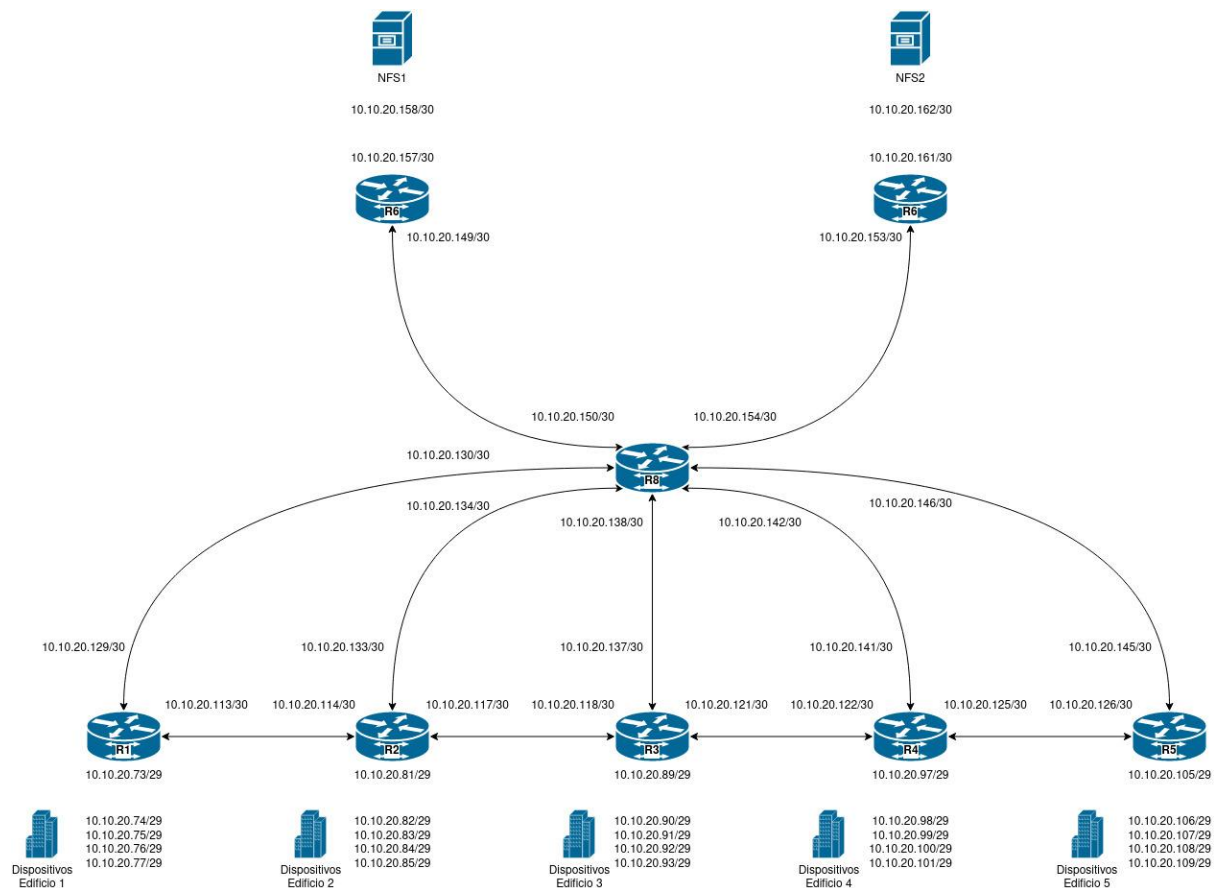 NFS1
NFS2
10.10.20.158/30
10.10.20.162/30
10.10.20.157/30
10.10.20.161/30
R6
R6
10.10.20.149/30
10.10.20.153/30
10.10.20.150/30
10.10.20.154/30
10.10.20.130/30
R8
10.10.20.134/30
10.10.20.146/30
10.10.20.138/30
10.10.20.142/30
10.10.20.129/30
10.10.20.133/30
10.10.20.137/30
10.10.20.141/30
10.10.20.145/30
10.10.20.113/30
10.10.20.114/30
10.10.20.117/30
10.10.20.118/30
10.10.20.121/30
10.10.20.122/30
10.10.20.125/30
10.10.20.126/30
R1
R2
R3
R4
R5
10.10.20.73/29
10.10.20.81/29
10.10.20.89/29
10.10.20.97/29
10.10.20.105/29
10.10.20.74/29
10.10.20.75/29
10.10.20.76/29
10.10.20.77/29
Dispositivos
Edificio 1
10.10.20.82/29
10.10.20.83/29
10.10.20.84/29
10.10.20.85/29
Dispositivos
Edificio 2
10.10.20.90/29
10.10.20.91/29
10.10.20.92/29
10.10.20.93/29
Dispositivos
Edificio 3
10.10.20.98/29
10.10.20.99/29
10.10.20.100/29
10.10.20.101/29
Dispositivos
Edificio 4
10.10.20.106/29
10.10.20.107/29
10.10.20.108/29
10.10.20.109/29
Dispositivos
Edificio 5